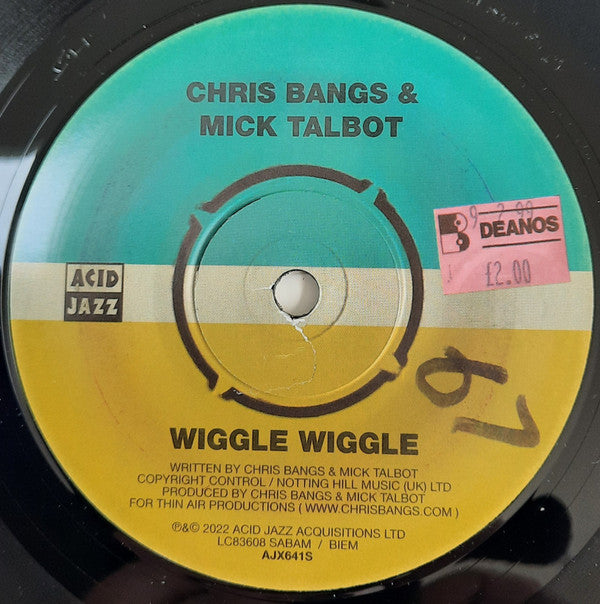 CHRIS BANGS &
MICK TALBOT
DEANOS
£2.00
ACID
JAZZ
WIGGLE WIGGLE
WRITTEN BY CHRIS BANGS & MICK TALBOT
COPYRIGHT CONTROL / NOTTING HILL MUSIC (UK) LTD
PRODUCED BY CHRIS BANGS & MICK TALBOT
FOR THIN AIR PRODUCTIONS ( WWW.CHRISBANGS.COM )
℗&© 2022 ACID JAZZ ACQUISITIONS LTD
LC83608 SABAM / BIEM
AJX641S